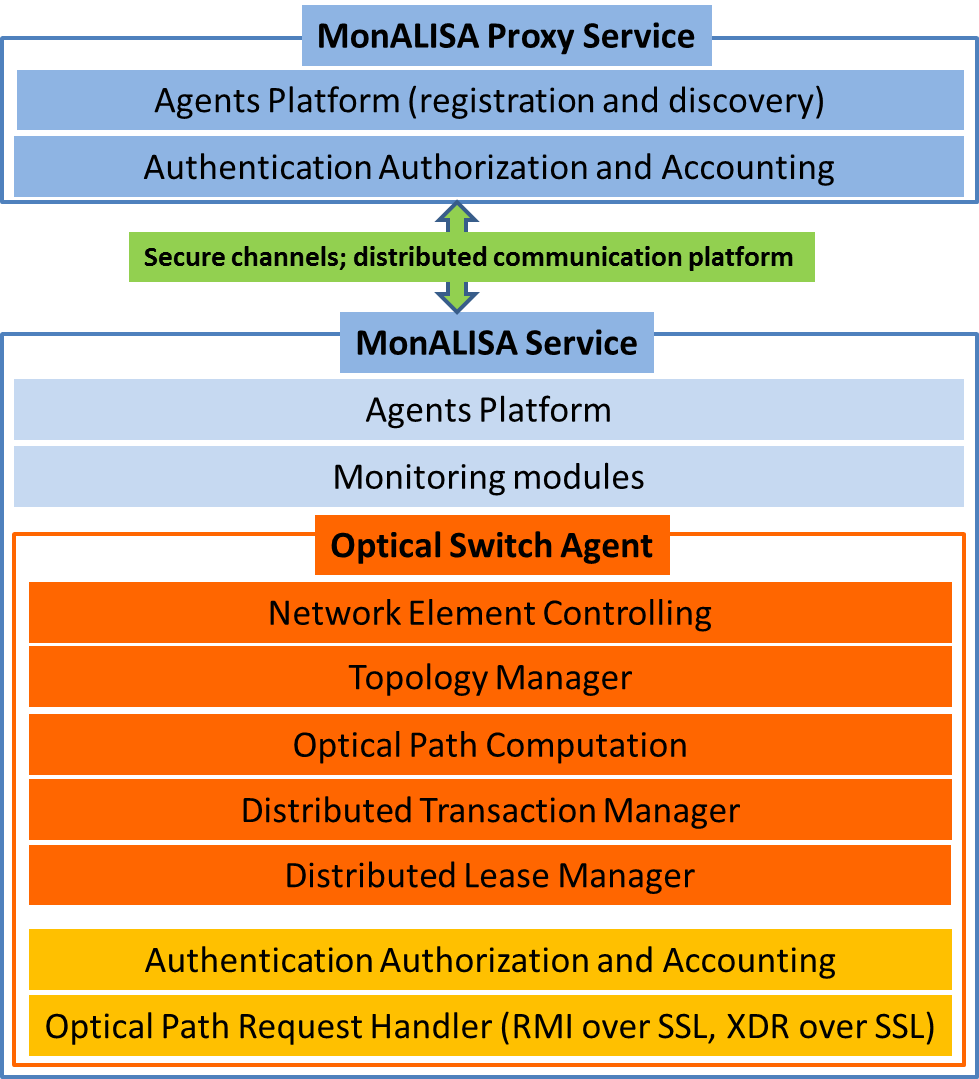 MonALISA Proxy Service
Agents Platform (registration and discovery)
Authentication Authorization and Accounting
Secure channels; distributed communication platform
MonALISA Service
Agents Platform
Monitoring modules
Optical Switch Agent
Network Element Controlling
Topology Manager
Optical Path Computation
Distributed Transaction Manager
Distributed Lease Manager
Authentication Authorization and Accounting
Optical Path Request Handler (RMI over SSL, XDR over SSL)